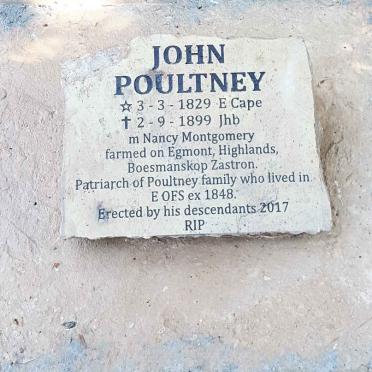 JOHN
POULTNEY
☆ 3 - 3 - 1829 E Cape
✝ 2 - 9 - 1899 Jhb
m Nancy Montgomery
farmed on Egmont, Highlands,
Boesmanskop Zastron.
Patriarch of Poultney family who lived in
E OFS ex 1848.
Erected by his descendants 2017
RIP